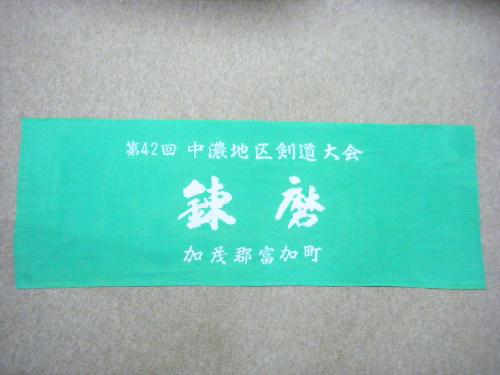 第42回 中濃地区剣道大会
錬磨
加茂郡富加町